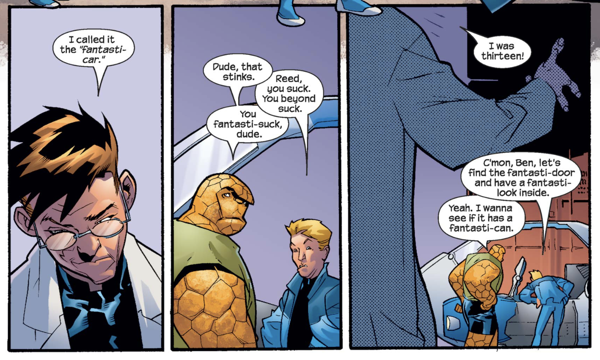 I called it
the "fantasti-
car."
Dude, that
stinks.
Reed,
you suck.
You beyond
suck.
You
fantasti-suck,
dude.
I was
thirteen!
C'mon, Ben, let's
find the fantasti-door
and have a fantasti-
look inside.
Yeah. I wanna
see if it has a
fantasti-can.